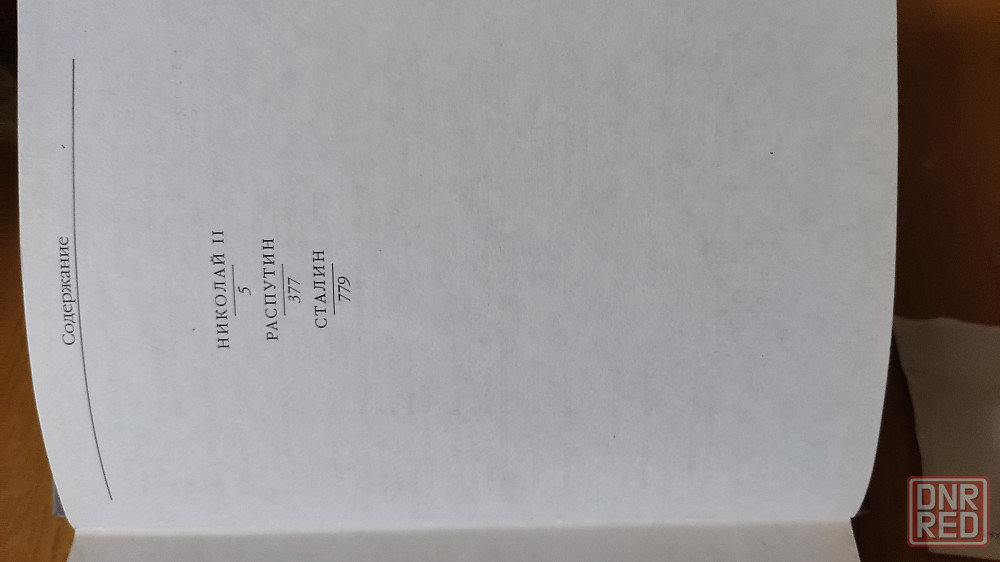 Содержание
НИКОЛАЙ II
5
РАСПУТИН
377
СТАЛИН
779
DNR
RED